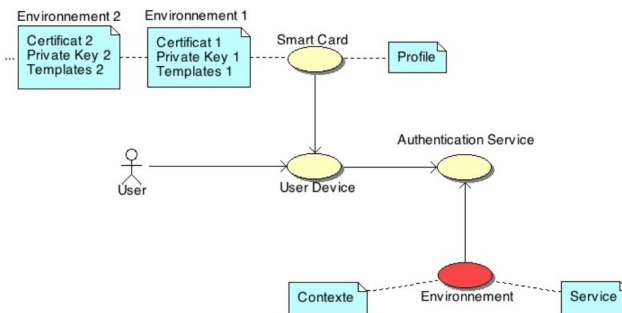 Environnement 2
Environnement 1
Certificat 2
Private Key 2
Templates 2
Certificat 1
Private Key 1
Templates 1
Smart Card
Profile
...
Authentication Service
User
User Device
Contexte
Environnement
Service